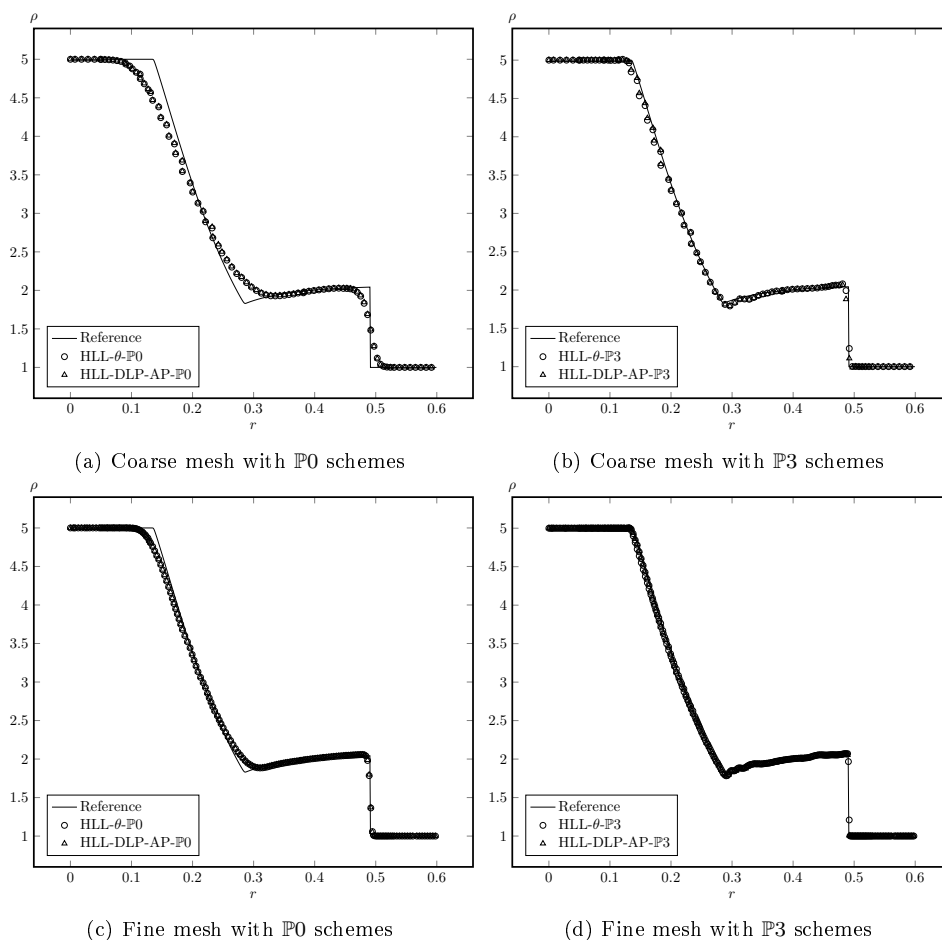 ρ
5
4.5
4
3.5
3
2.5
2
1.5
1
Reference
HLL-θ-ℙ0
HLL-DLP-AP-ℙ0
0 0.1 0.2 0.3 0.4 0.5 0.6
r
(a) Coarse mesh with ℙ0 schemes
ρ
5
4.5
4
3.5
3
2.5
2
1.5
1
Reference
HLL-θ-ℙ3
HLL-DLP-AP-ℙ3
0 0.1 0.2 0.3 0.4 0.5 0.6
r
(b) Coarse mesh with ℙ3 schemes
ρ
5
4.5
4
3.5
3
2.5
2
1.5
1
Reference
HLL-θ-ℙ0
HLL-DLP-AP-ℙ0
0 0.1 0.2 0.3 0.4 0.5 0.6
r
(c) Fine mesh with ℙ0 schemes
ρ
5
4.5
4
3.5
3
2.5
2
1.5
1
Reference
HLL-θ-ℙ3
HLL-DLP-AP-ℙ3
0 0.1 0.2 0.3 0.4 0.5 0.6
r
(d) Fine mesh with ℙ3 schemes